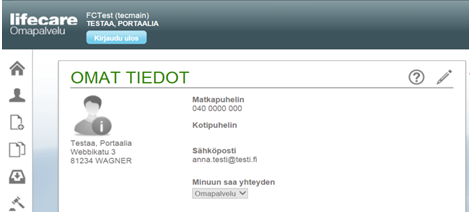 lifecare
Omapalvelu
FCTest (tecmain)
TESTAA, PORTAALIA
Kirjaudu ulos
OMAT TIEDOT
Testaa, Portaalia
Webbikatu 3
81234 WAGNER
Matkapuhelin
040 0000 000
Kotipuhelin
Sähköposti
anna.testi@testi.fi
Minuun saa yhteyden
Omapalvelu